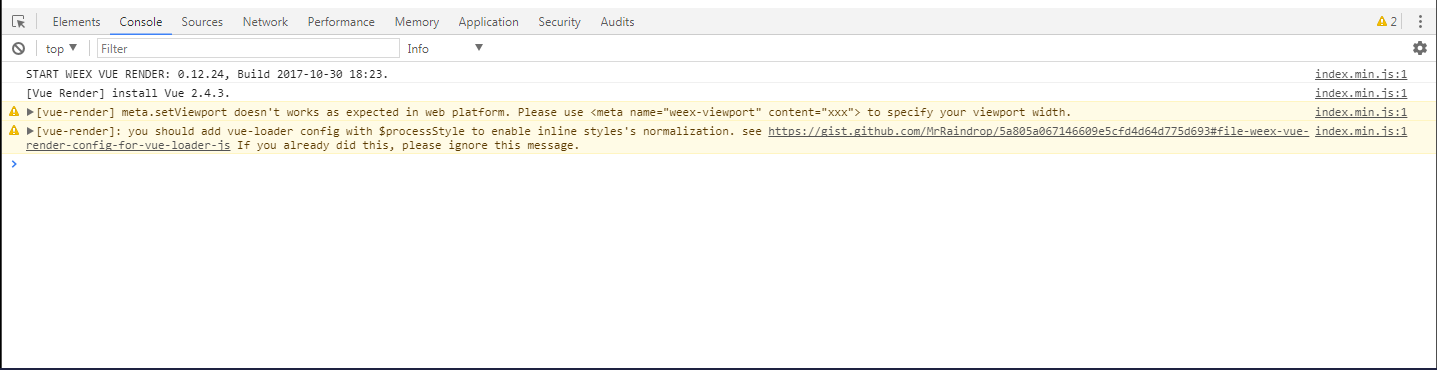 Elements Console Sources Network Performance Memory Application Security Audits 2
top Filter Info
START WEEX VUE RENDER: 0.12.24, Build 2017-10-30 18:23. index.min.js:1
[Vue Render] install Vue 2.4.3. index.min.js:1
[vue-render] meta.setViewport doesn't works as expected in web platform. Please use <meta name="weex-viewport" content="xxx"> to specify your viewport width. index.min.js:1
[vue-render]: you should add vue-loader config with $processStyle to enable inline styles's normalization. see https://gist.github.com/MrRaindrop/5a805a067146609e5cfd4d64d775d693#file-weex-vue- index.min.js:1
render-config-for-vue-loader-js If you already did this, please ignore this message.